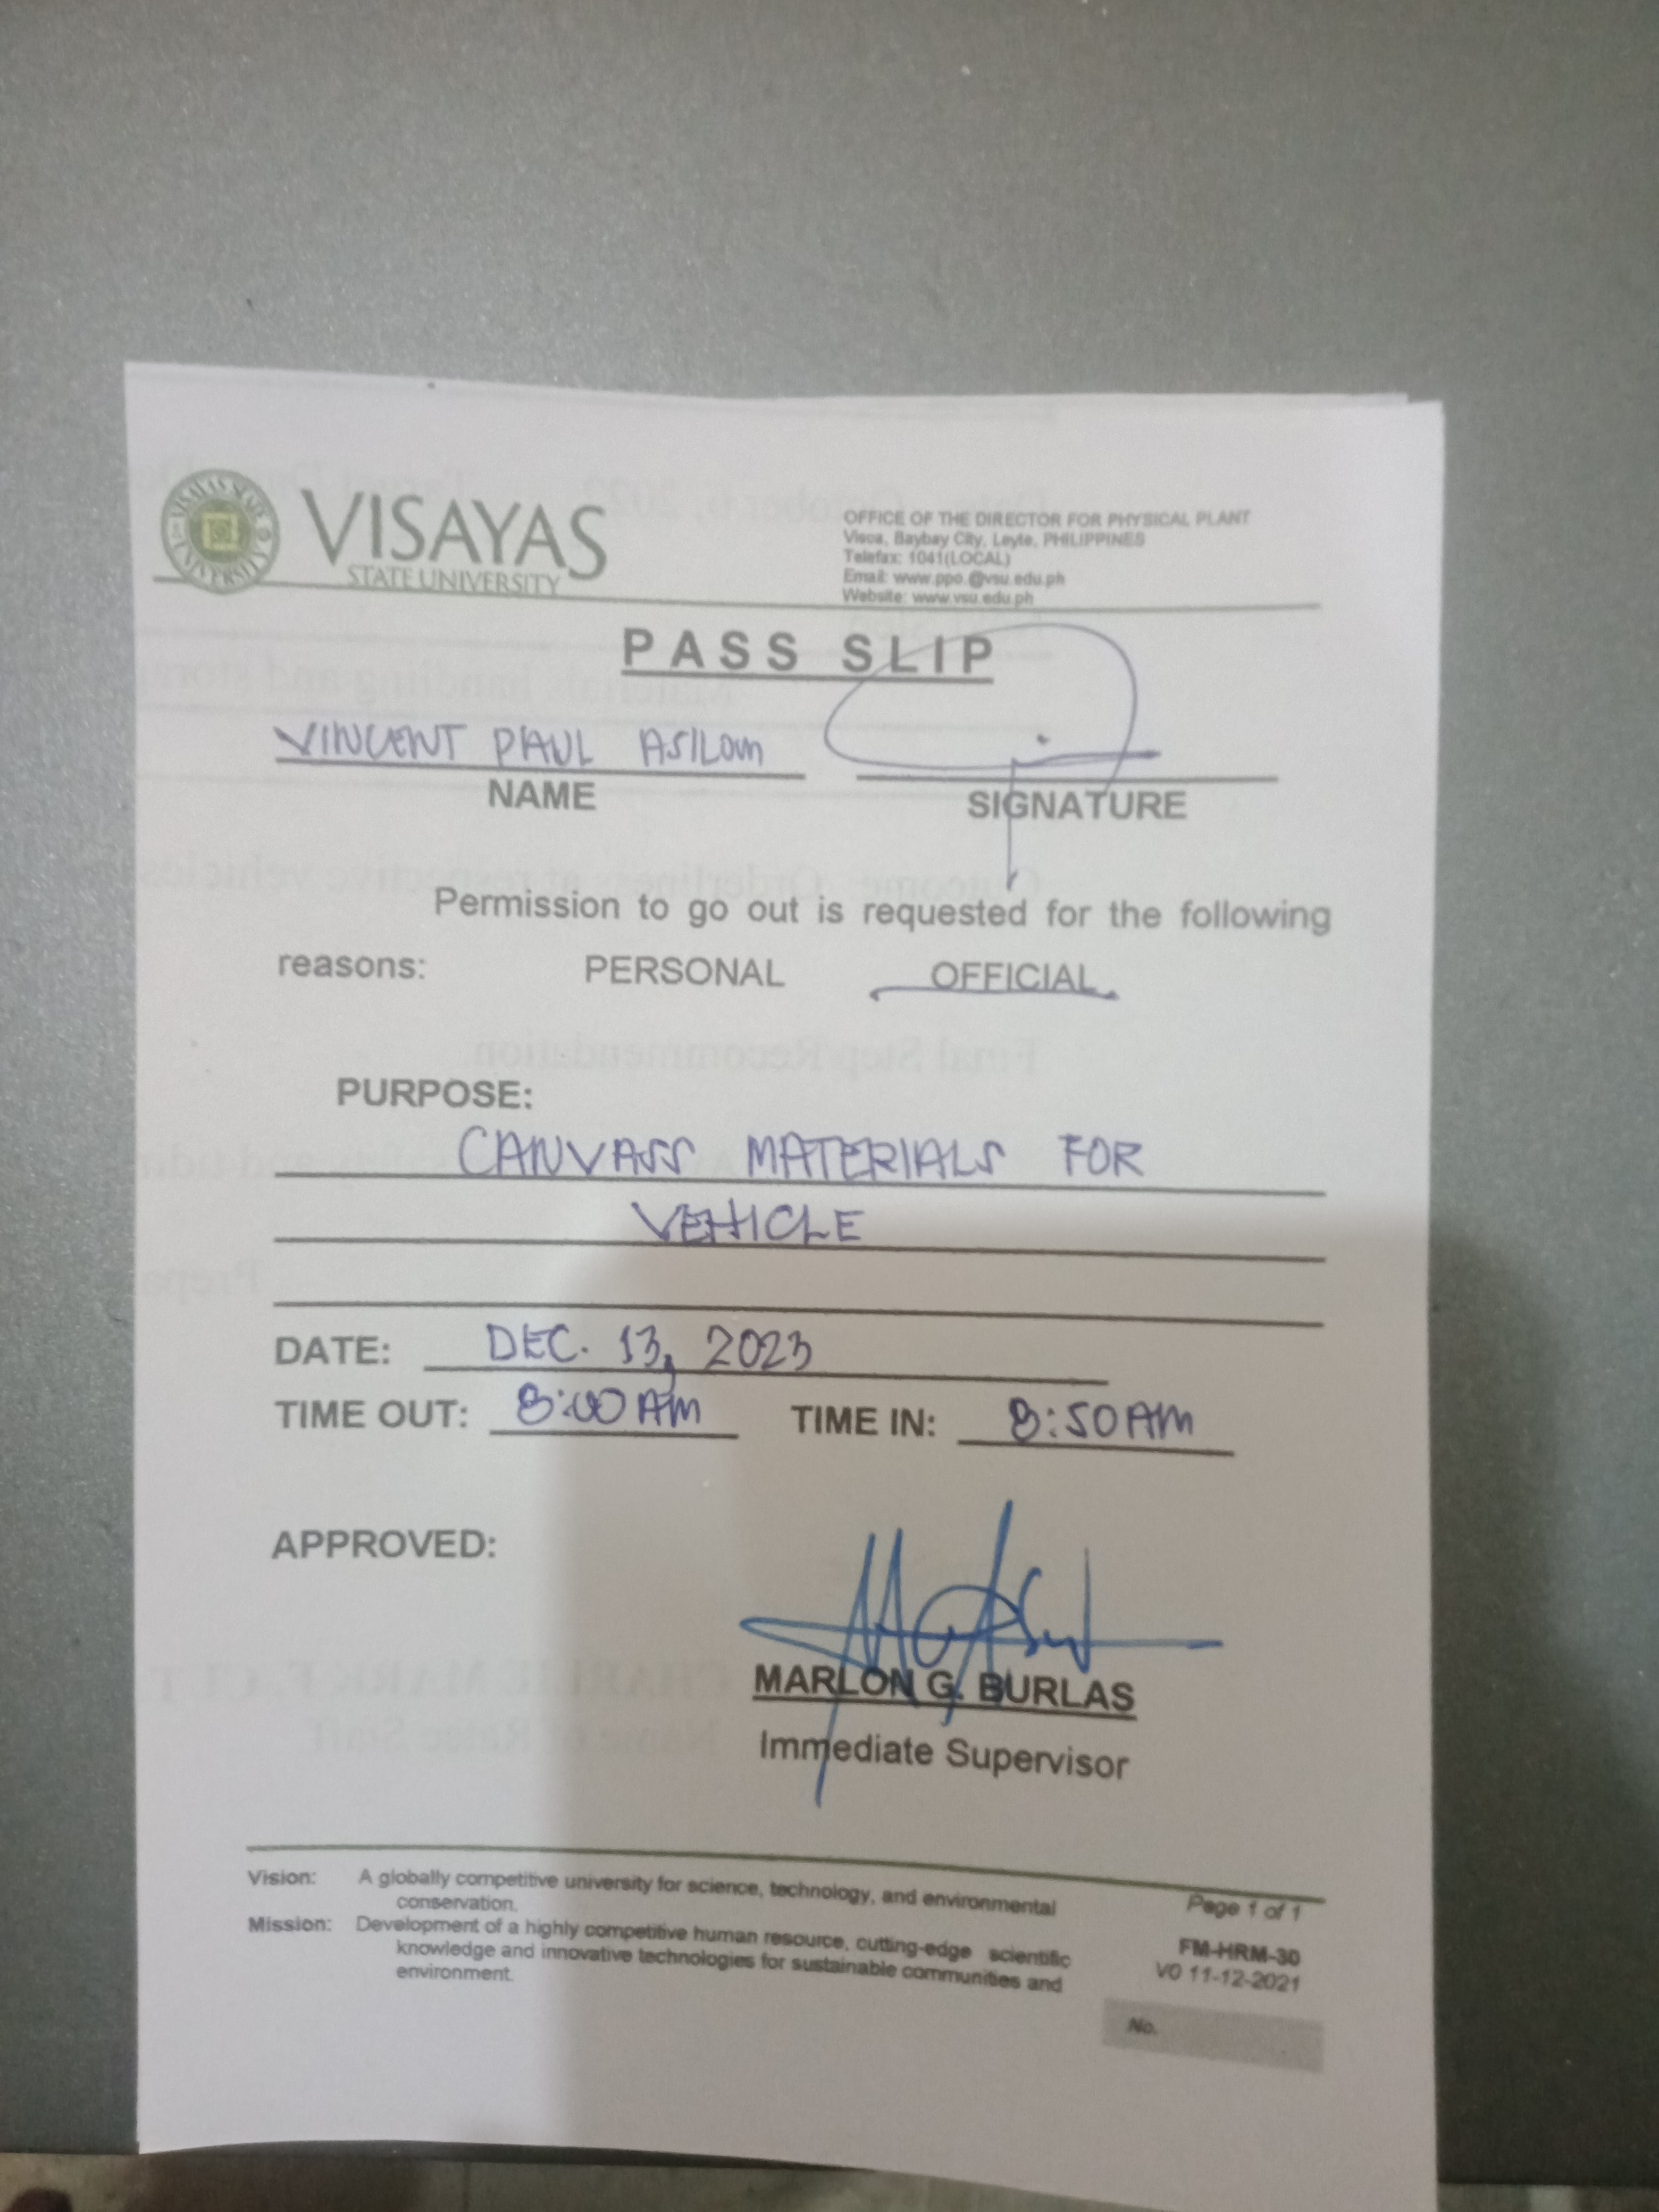 VISAYAS
STATE UNIVERSITY
VISAYAS STATE UNIVERSITY
OFFICE OF THE DIRECTOR FOR PHYSICAL PLANT
Visca, Baybay City, Leyte, PHILIPPINES
Telefax: 1041(LOCAL)
Email: www.ppo.@vsu.edu.ph
Website: www.vsu.edu.ph
PASS SLIP
VINCENT PAUL ASILOM
NAME
SIGNATURE
Permission to go out is requested for the following
reasons: PERSONAL OFFICIAL
PURPOSE:
CANVASS MATERIALS FOR
VEHICLE
DATE: DEC. 13, 2023
TIME OUT: 8:00 AM TIME IN: 8:50 AM
APPROVED:
MARLON G. BURLAS
Immediate Supervisor
Vision: A globally competitive university for science, technology, and environmental
conservation.
Mission: Development of a highly competitive human resource, cutting-edge scientific
knowledge and innovative technologies for sustainable communities and
environment.
Page 1 of 1
FM-HRM-30
V0 11-12-2021
No.